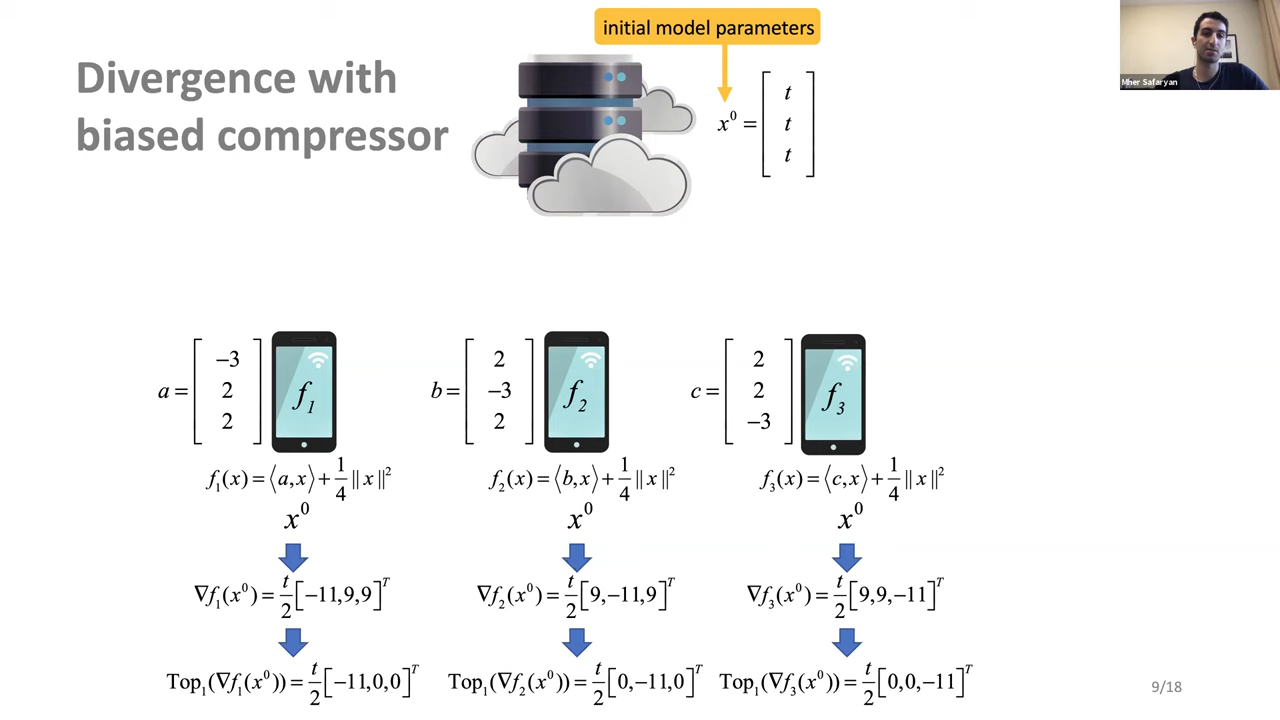 initial model parameters
Mher Safaryan
Divergence with
biased compressor
x⁰ = [ t t t ]
a = [ −3 2 2 ]
f₁
b = [ 2 −3 2 ]
f₂
c = [ 2 2 −3 ]
f₃
f₁(x) = ⟨a,x⟩ + 1/4 ||x||²
f₂(x) = ⟨b,x⟩ + 1/4 ||x||²
f₃(x) = ⟨c,x⟩ + 1/4 ||x||²
x⁰
x⁰
x⁰
∇f₁(x⁰) = t/2 [−11,9,9]ᵀ
∇f₂(x⁰) = t/2 [9,−11,9]ᵀ
∇f₃(x⁰) = t/2 [9,9,−11]ᵀ
Top₁(∇f₁(x⁰)) = t/2 [−11,0,0]ᵀ
Top₁(∇f₂(x⁰)) = t/2 [0,−11,0]ᵀ
Top₁(∇f₃(x⁰)) = t/2 [0,0,−11]ᵀ
9/18